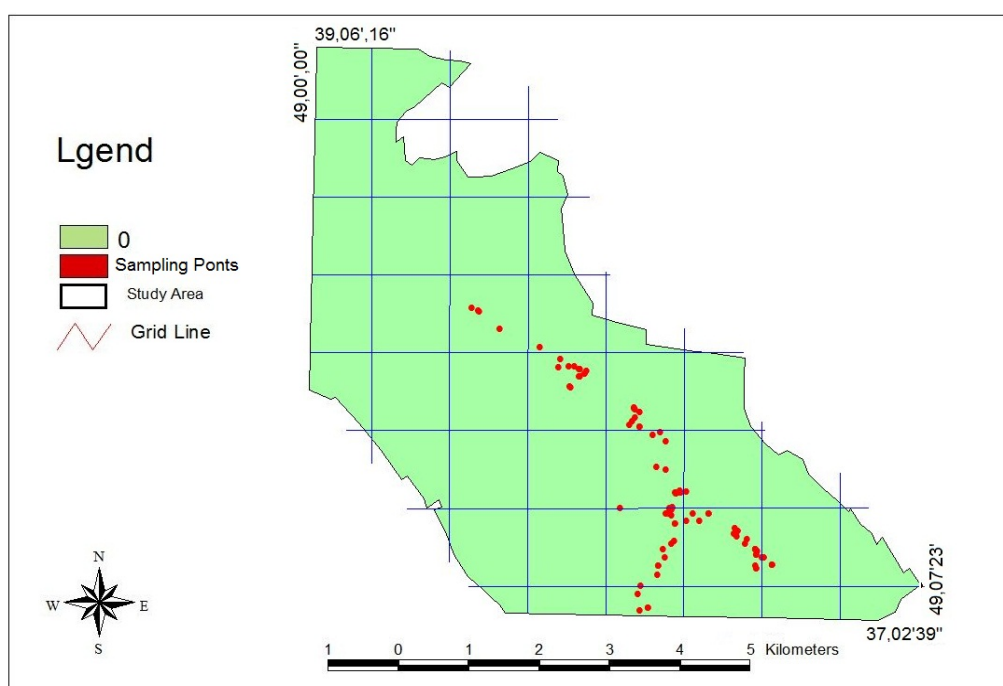 39,06',16"
49,00',00"
Lgend
0
Sampling Ponts
Study Area
Grid Line
N
W E
S
49,07'23'
37,02'39"
1 0 1 2 3 4 5 Kilometers